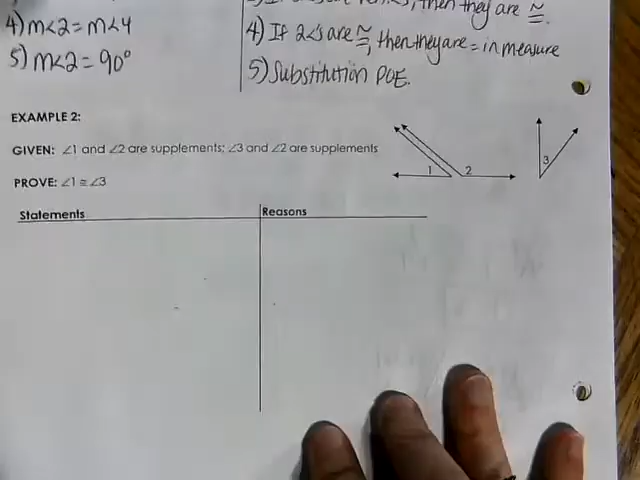 then they are ≅.
4) m<2 = m<4
4) If 2<s are ≅, then they are = in measure
5) m<2 = 90°
5) Substitution POE.
EXAMPLE 2:
GIVEN: ∠1 and ∠2 are supplements; ∠3 and ∠2 are supplements
PROVE: ∠1 ≅ ∠3
1 2 3
Statements Reasons